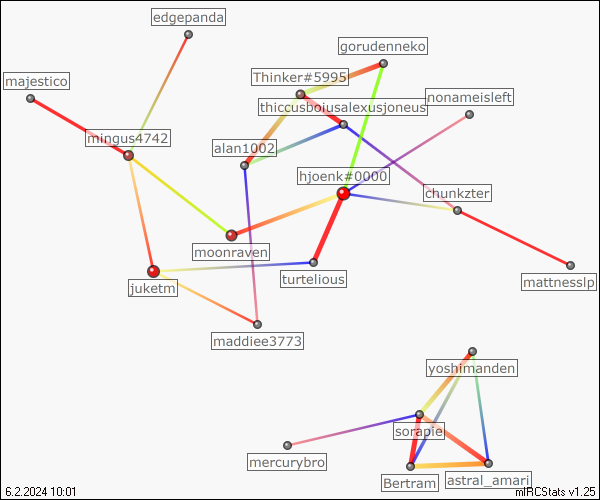 edgepanda
gorudenneko
majestico
Thinker#5995
nonameisleft
thiccusboiusalexusjoneus
mingus4742
alan1002
hjoenk#0000
chunkzter
moonraven
turtelious
mattnesslp
juketm
maddiee3773
yoshimanden
sorapie
mercurybro
Bertram
astral_amari
6.2.2024 10:01
mIRCStats v1.25